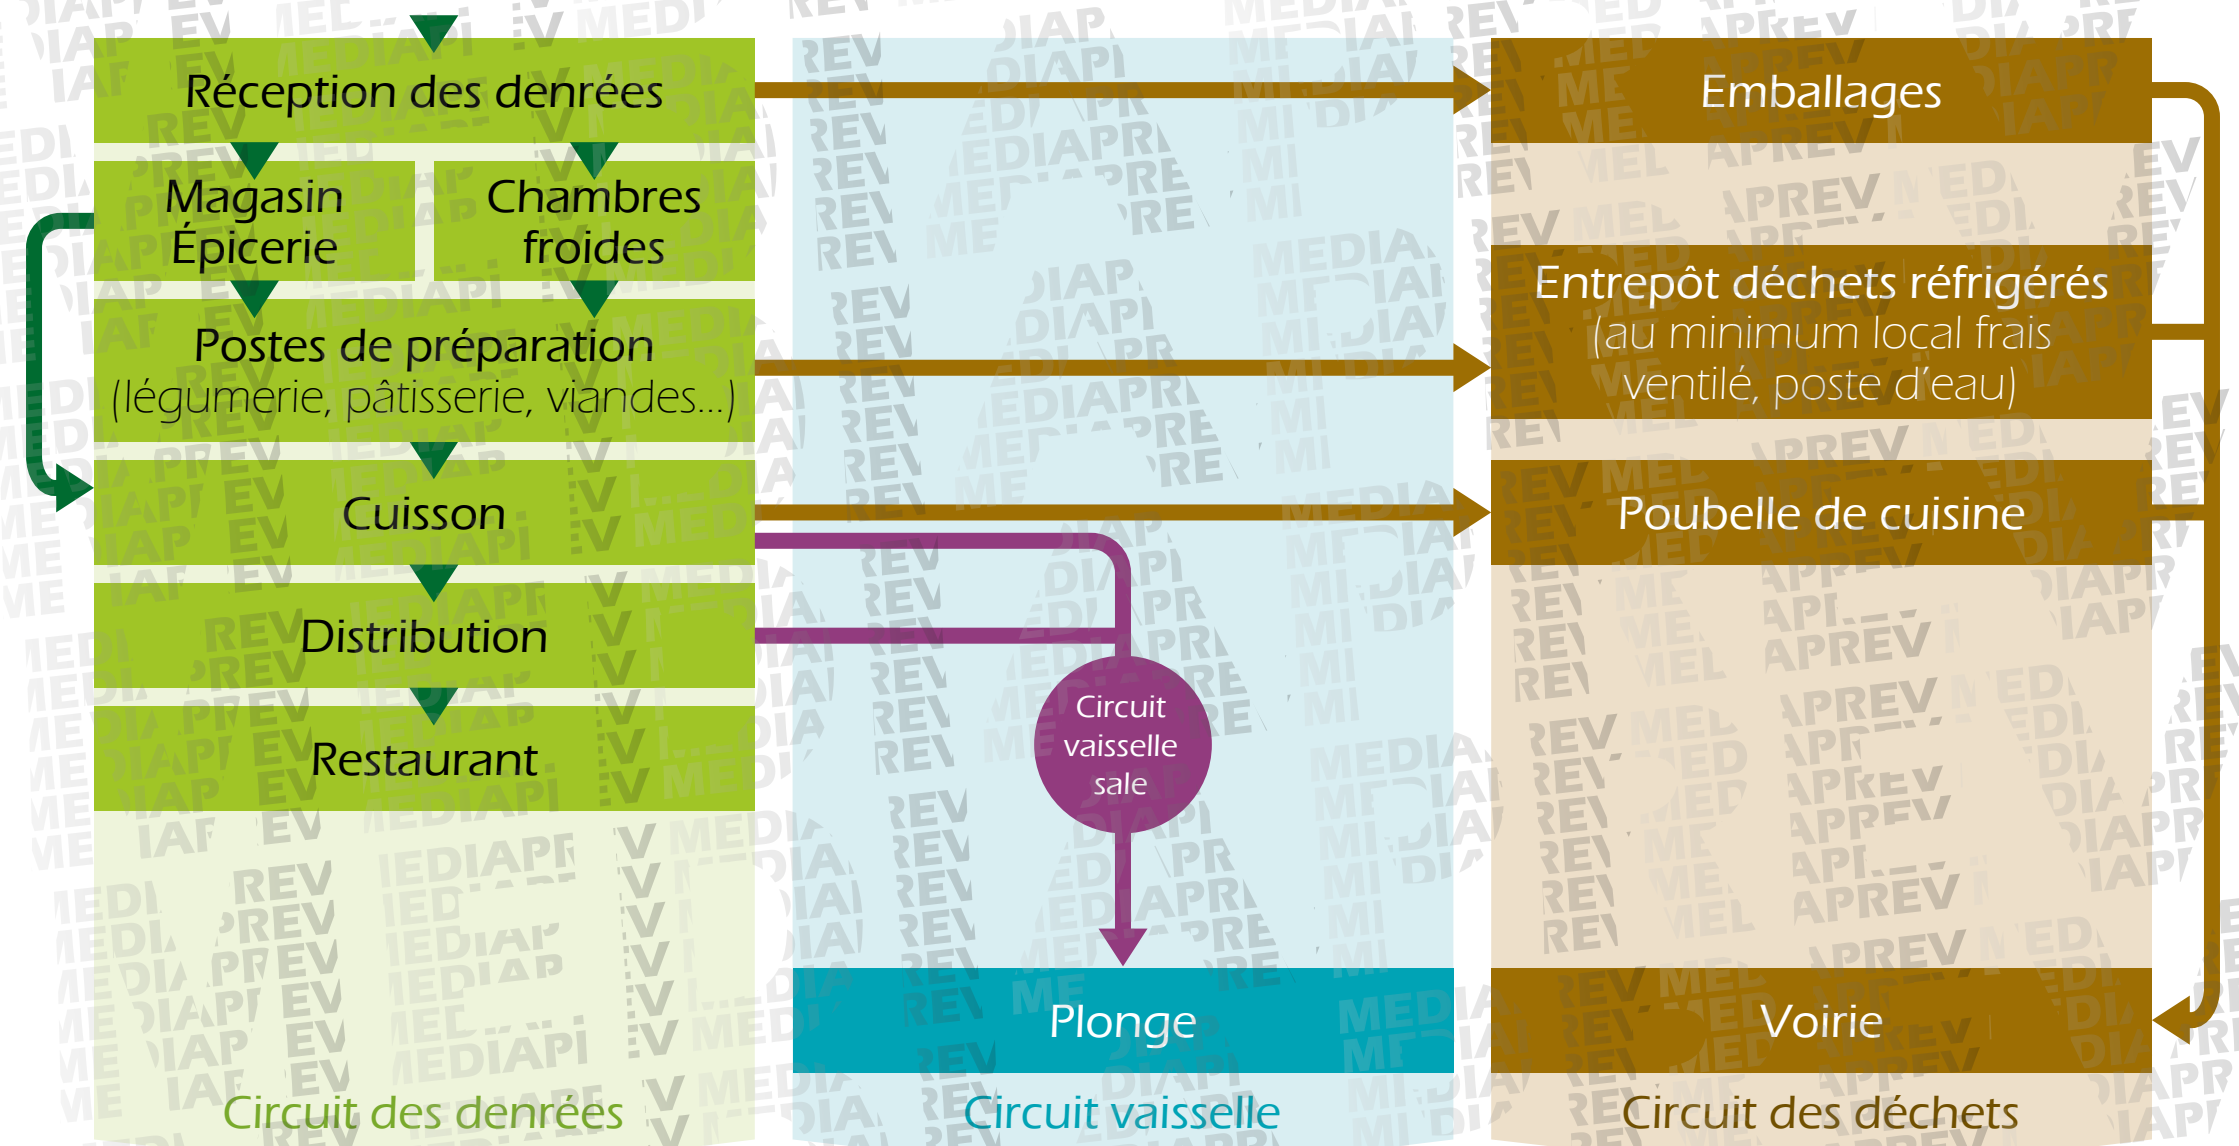 Réception des denrées
Emballages
Magasin
Épicerie
Chambres
froides
Entrepôt déchets réfrigérés
(au minimum local frais
ventilé, poste d'eau)
Postes de préparation
(légumerie, pâtisserie, viandes...)
Cuisson
Poubelle de cuisine
Distribution
Restaurant
Circuit
vaisselle
sale
Plonge
Voirie
Circuit des denrées
Circuit vaisselle
Circuit des déchets